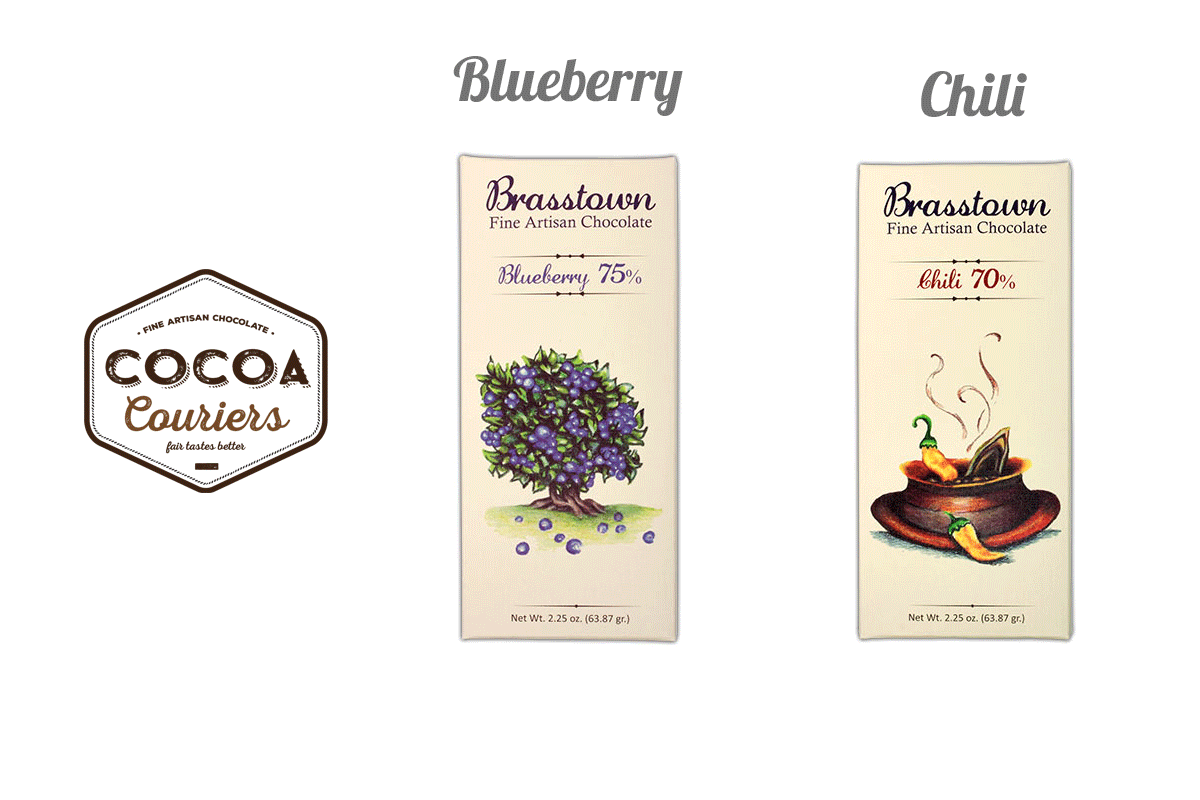 Blueberry
Chili
· FINE ARTISAN CHOCOLATE ·
COCOA
Couriers
fair tastes better
Brasstown
Fine Artisan Chocolate
Blueberry 75%
Net Wt. 2.25 oz. (63.87 gr.)
Brasstown
Fine Artisan Chocolate
Chili 70%
Net Wt. 2.25 oz. (63.87 gr.)